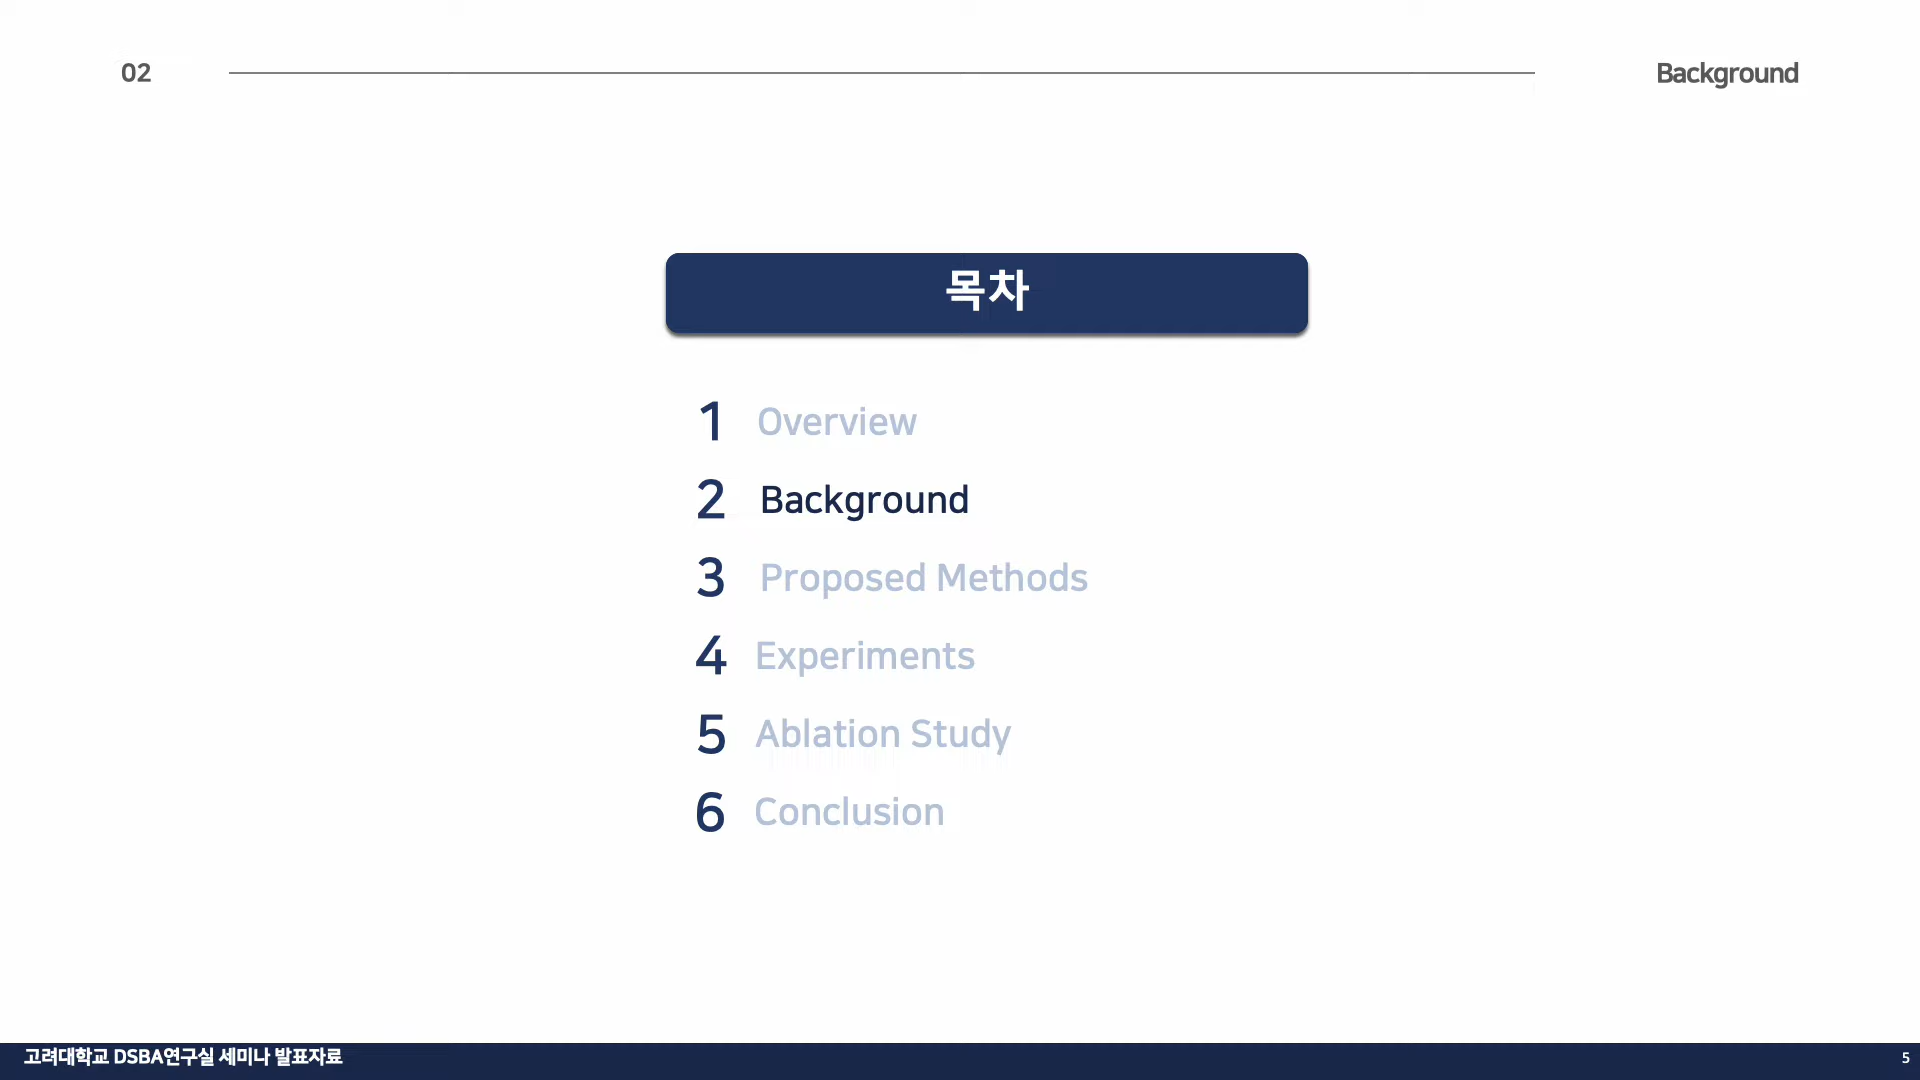 02
Background
목차
1 Overview
2 Background
3 Proposed Methods
4 Experiments
5 Ablation Study
6 Conclusion
고려대학교 DSBA연구실 세미나 발표자료
5